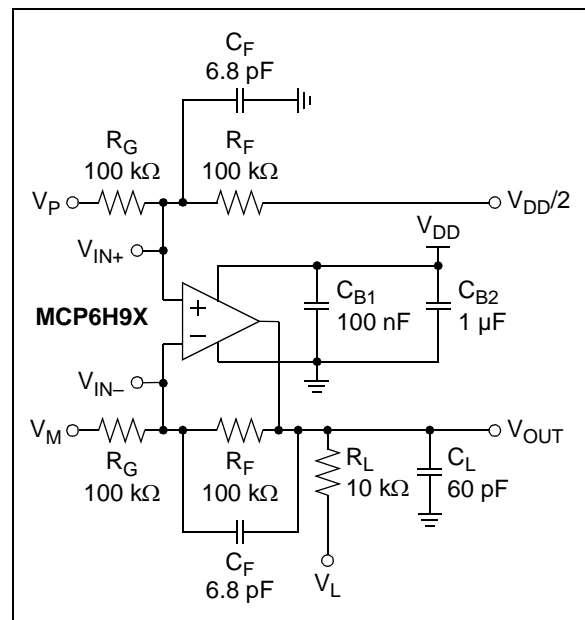 C_F
6.8 pF
R_G
100 kΩ
R_F
100 kΩ
V_P
V_DD/2
V_IN+
V_DD
MCP6H9X
+
−
C_B1
100 nF
C_B2
1 µF
V_IN–
V_M
V_OUT
R_G
100 kΩ
R_F
100 kΩ
R_L
10 kΩ
C_L
60 pF
C_F
6.8 pF
V_L